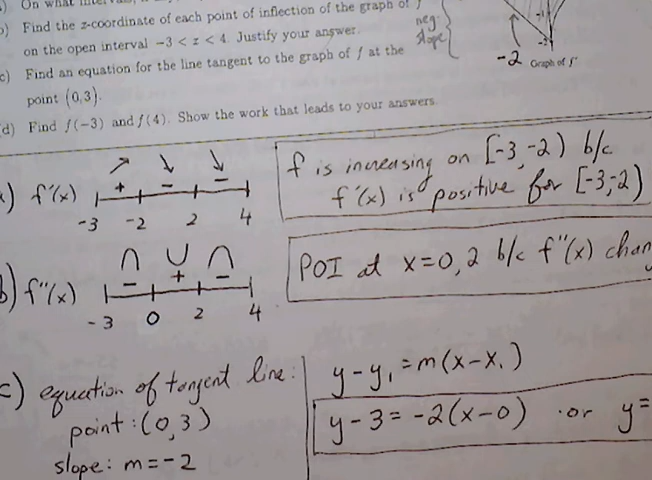 On what
b) Find the x-coordinate of each point of inflection of the graph of f
on the open interval −3 < x < 4. Justify your answer.
c) Find an equation for the line tangent to the graph of f at the
point (0,3).
d) Find f(−3) and f(4). Show the work that leads to your answers.
neg.
slope
-2
Graph of f'
a) f'(x)
+ − −
-3 -2 2 4
f is increasing on [-3,-2) b/c
f'(x) is positive for [-3,-2)
b) f"(x)
− + −
-3 0 2 4
POI at x=0,2 b/c f"(x) chan
c) equation of tangent line:
point: (0,3)
slope: m=-2
y-y₁=m(x-x₁)
y-3=-2(x-0) or y=